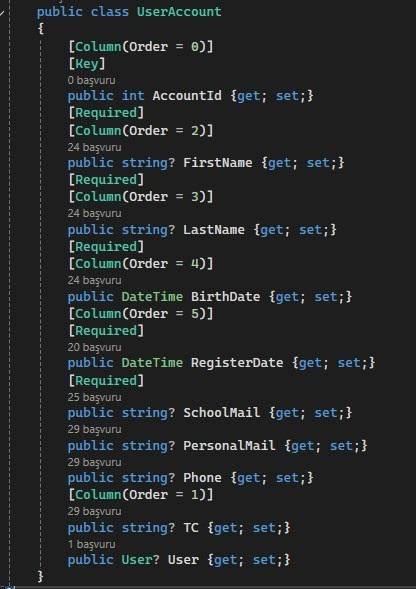 public class UserAccount
{
[Column(Order = 0)]
[Key]
0 başvuru
public int AccountId {get; set;}
[Required]
[Column(Order = 2)]
24 başvuru
public string? FirstName {get; set;}
[Required]
[Column(Order = 3)]
24 başvuru
public string? LastName {get; set;}
[Required]
[Column(Order = 4)]
24 başvuru
public DateTime BirthDate {get; set;}
[Column(Order = 5)]
[Required]
20 başvuru
public DateTime RegisterDate {get; set;}
[Required]
25 başvuru
public string? SchoolMail {get; set;}
29 başvuru
public string? PersonalMail {get; set;}
29 başvuru
public string? Phone {get; set;}
[Column(Order = 1)]
29 başvuru
public string? TC {get; set;}
1 başvuru
public User? User {get; set;}
}